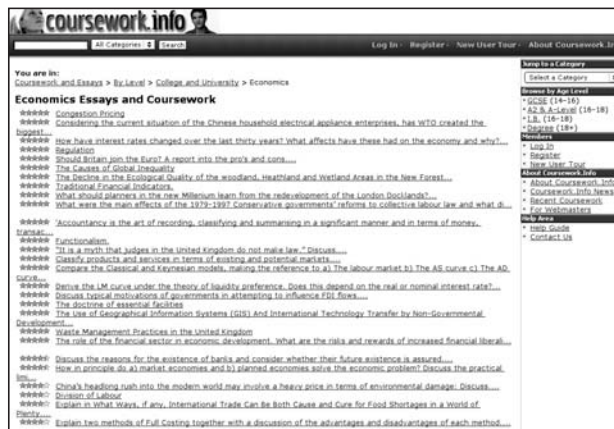 coursework.info
All Categories Search Log In · Register · New User Tour · About Coursework.In
You are in:
Coursework and Essays > By Level > College and University > Economics
Economics Essays and Coursework
Congestion Pricing
Considering the current situation of the Chinese household electrical appliance enterprises, has WTO created the
biggest...
How have interest rates changed over the last thirty years? What affects have these had on the economy and why?...
Regulation
Should Britain join the Euro? A report into the pro's and cons....
The Causes of Global Inequality
The Decline in the Ecological Quality of the woodland, Heathland and Wetland Areas in the New Forest...
Traditional Financial Indicators.
What should planners in the new Millenium learn from the redevelopment of the London Docklands?...
What were the main effects of the 1979-1997 Conservative governments' reforms to collective labour law and what di...
'Accountancy is the art of recording, classifying and summarising in a significant manner and in terms of money,
transac...
Functionalism.
"It is a myth that judges in the United Kingdom do not make law." Discuss....
Classify products and services in terms of existing and potential markets....
Compare the Classical and Keynesian models, making the reference to a) The labour market b) The AS curve c) The AD
curve...
Derive the LM curve under the theory of liquidity preference. Does this depend on the real or nominal interest rate?...
Discuss typical motivations of governments in attempting to influence FDI flows....
The doctrine of essential facilities
The Use of Geographical Information Systems (GIS) And International Technology Transfer by Non-Governmental
Development...
Waste Management Practices in the United Kingdom
The role of the financial sector in economic development. What are the risks and rewards of increased financial liberali...
Discuss the reasons for the existence of banks and consider whether their future existence is assured....
How in principle do a) market economies and b) planned economies solve the economic problem? Discuss the practical
limi...
China's headlong rush into the modern world may involve a heavy price in terms of environmental damage: Discuss....
Division of Labour
Explain in What Ways, if any, International Trade Can Be Both Cause and Cure for Food Shortages in a World of
Plenty....
Explain two methods of Full Costing together with a discussion of the advantages and disadvantages of each method....
Jump to a Category
Select a Category
Browse by Age Level
GCSE (14-16)
A2 & A-Level (16-18)
I.B. (16-18)
Degree (18+)
Members
Log In
Register
New User Tour
About Coursework.Info
About Coursework.Info
Coursework.Info News
Recent Coursework
For Webmasters
Help Area
Help Guide
Contact Us